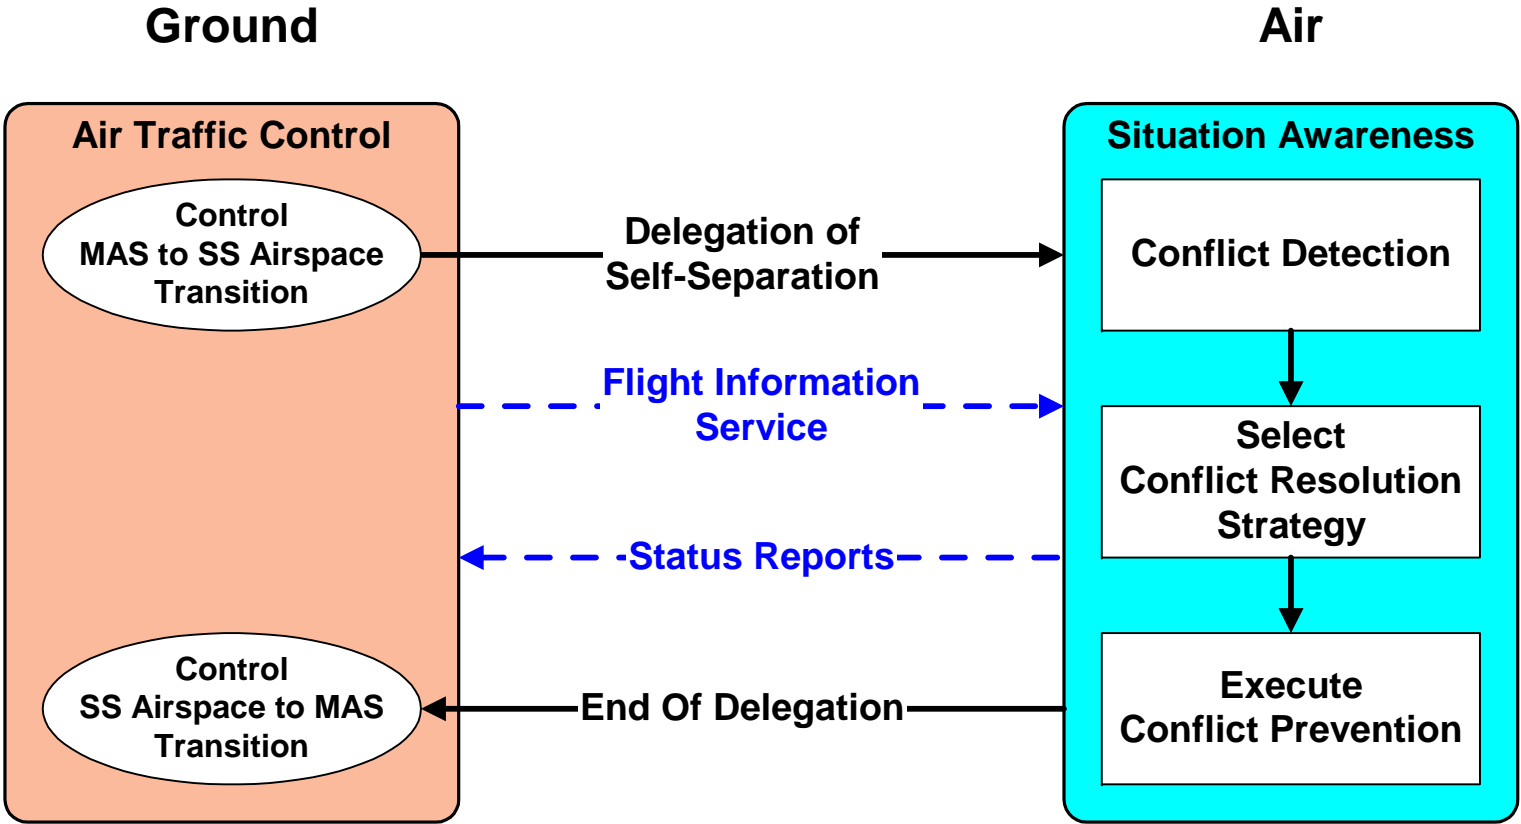 Ground
Air
Air Traffic Control
Control
MAS to SS Airspace
Transition
Control
SS Airspace to MAS
Transition
Delegation of
Self-Separation
Flight Information
Service
Status Reports
End Of Delegation
Situation Awareness
Conflict Detection
Select
Conflict Resolution
Strategy
Execute
Conflict Prevention